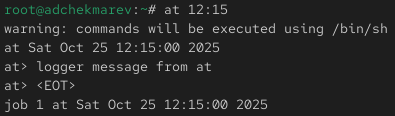 root@adchekmarev:~# at 12:15
warning: commands will be executed using /bin/sh
at Sat Oct 25 12:15:00 2025
at> logger message from at
at> <EOT>
job 1 at Sat Oct 25 12:15:00 2025